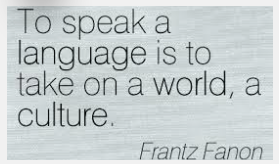 To speak a
language is to
take on a world, a
culture.
Frantz Fanon